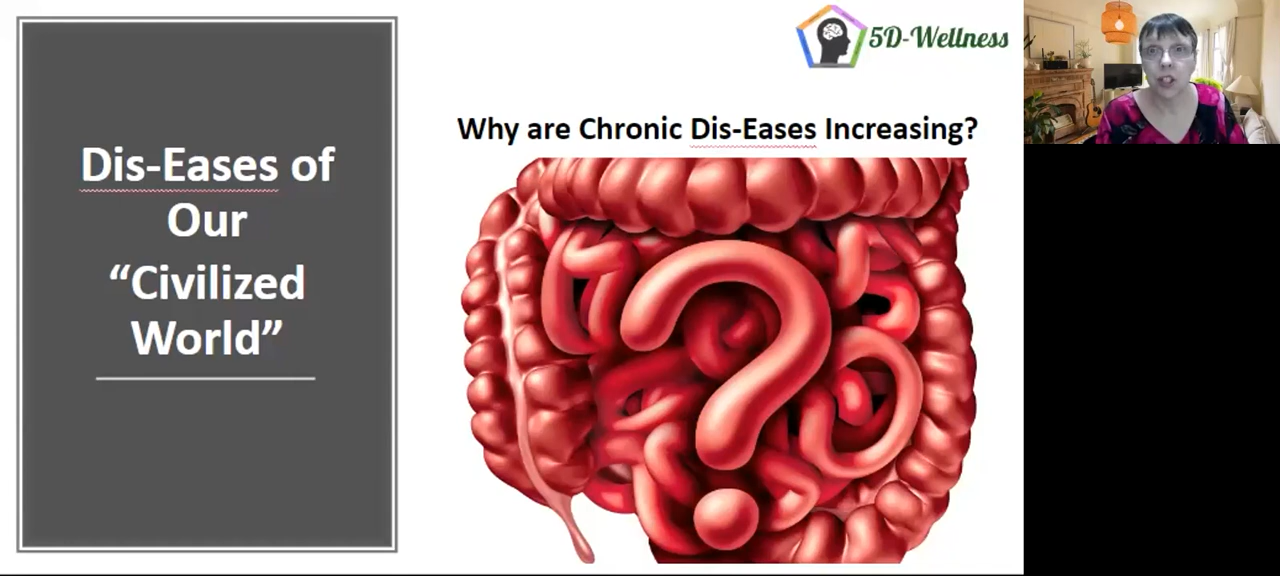 5D-Wellness
Dis-Eases of
Our
“Civilized
World”
Why are Chronic Dis-Eases Increasing?